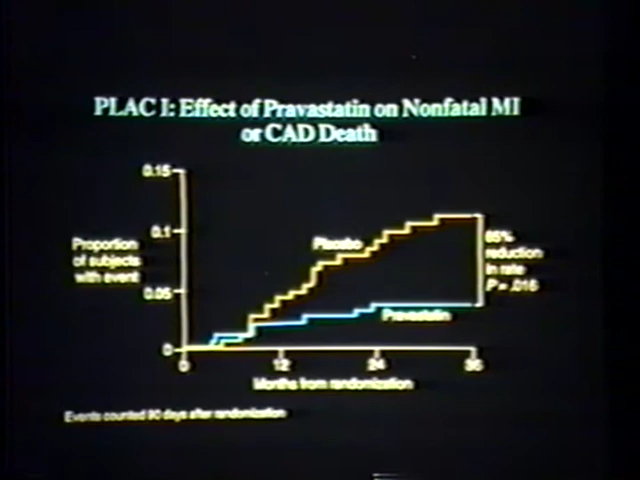 PLAC I: Effect of Pravastatin on Nonfatal MI
or CAD Death
0.15
0.1
0.05
0
Proportion
of subjects
with event
Placebo
Pravastatin
reduction
in rate
P = .016
0
12
24
36
Months from randomization
Events counted 90 days after randomization